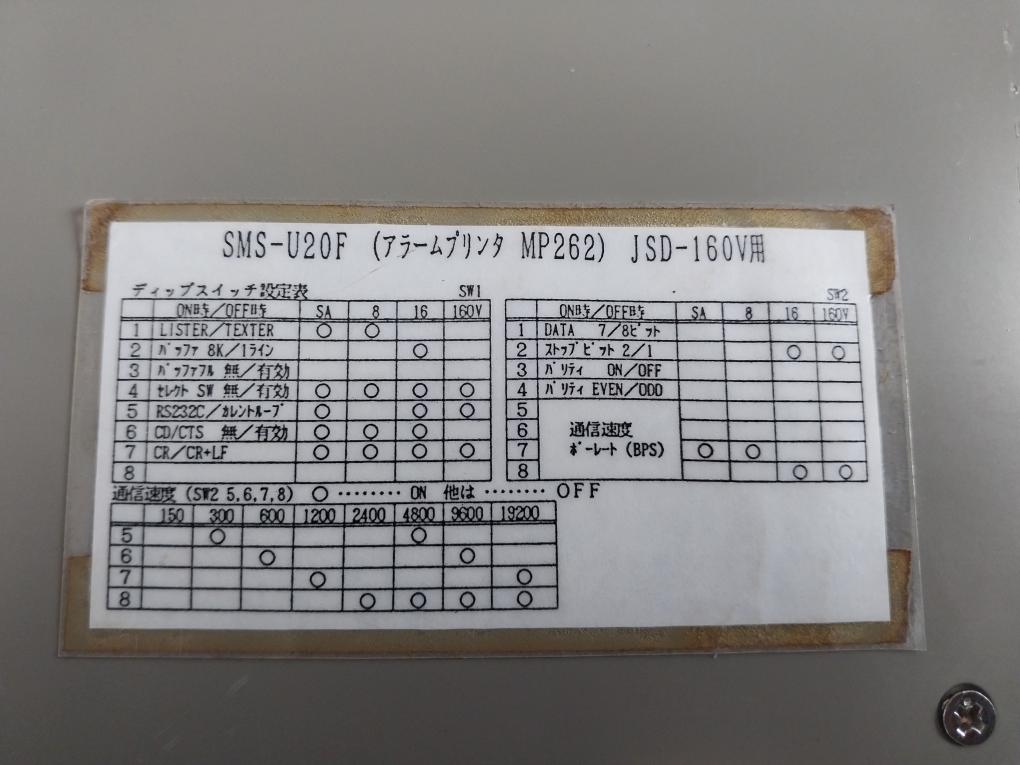 SMS-U20F (アラームプリンタ MP262) JSD-160V用
ディップスイッチ設定表 SW1
ON時/OFF時 SA 8 16 160V
1 LISTER/TEXTER ○ ○
2 バッファ 8K/1ライン ○
3 バッファフル 無/有効
4 セレクト SW 無/有効 ○ ○ ○ ○
5 RS232C/カレントループ ○ ○ ○
6 CD/CTS 無/有効 ○ ○ ○
7 CR/CR+LF ○ ○ ○ ○
8
SW2
ON時/OFF時 SA 8 16 160V
1 DATA 7/8ビット
2 ストップビット 2/1 ○ ○
3 パリティ ON/OFF
4 パリティ EVEN/ODD
5
6 通信速度
7 ボーレート (BPS) ○ ○
8 ○ ○
通信速度 (SW2 5,6,7,8) ○ ‥‥‥‥ ON 他は ‥‥‥‥ OFF
150 300 600 1200 2400 4800 9600 19200
5 ○ ○
6 ○ ○
7 ○ ○
8 ○ ○ ○ ○